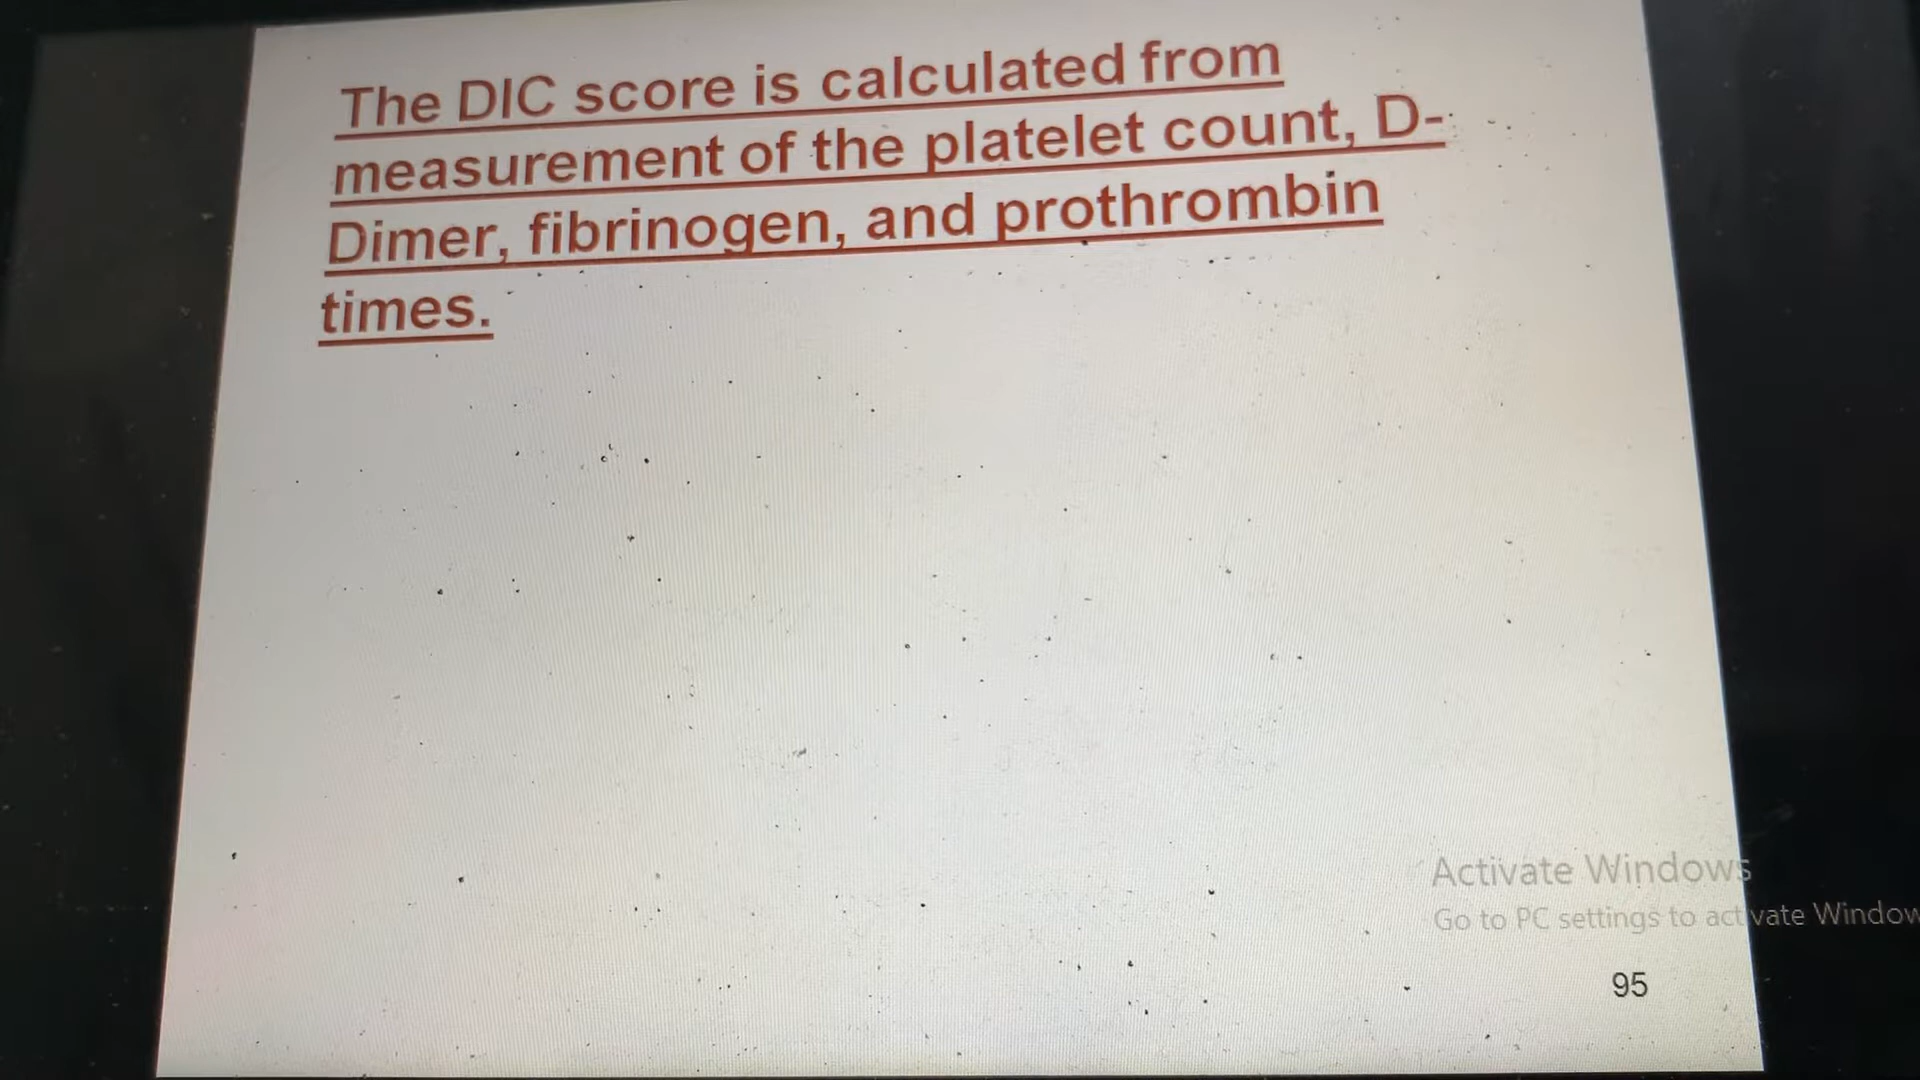 The DIC score is calculated from
measurement of the platelet count, D-
Dimer, fibrinogen, and prothrombin
times.
Activate Windows
Go to PC settings to activate Window
95